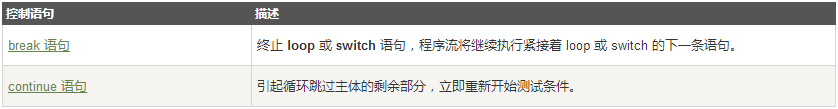 控制语句 描述
break 语句 终止 loop 或 switch 语句，程序流将继续执行紧接着 loop 或 switch 的下一条语句。
continue 语句 引起循环跳过主体的剩余部分，立即重新开始测试条件。